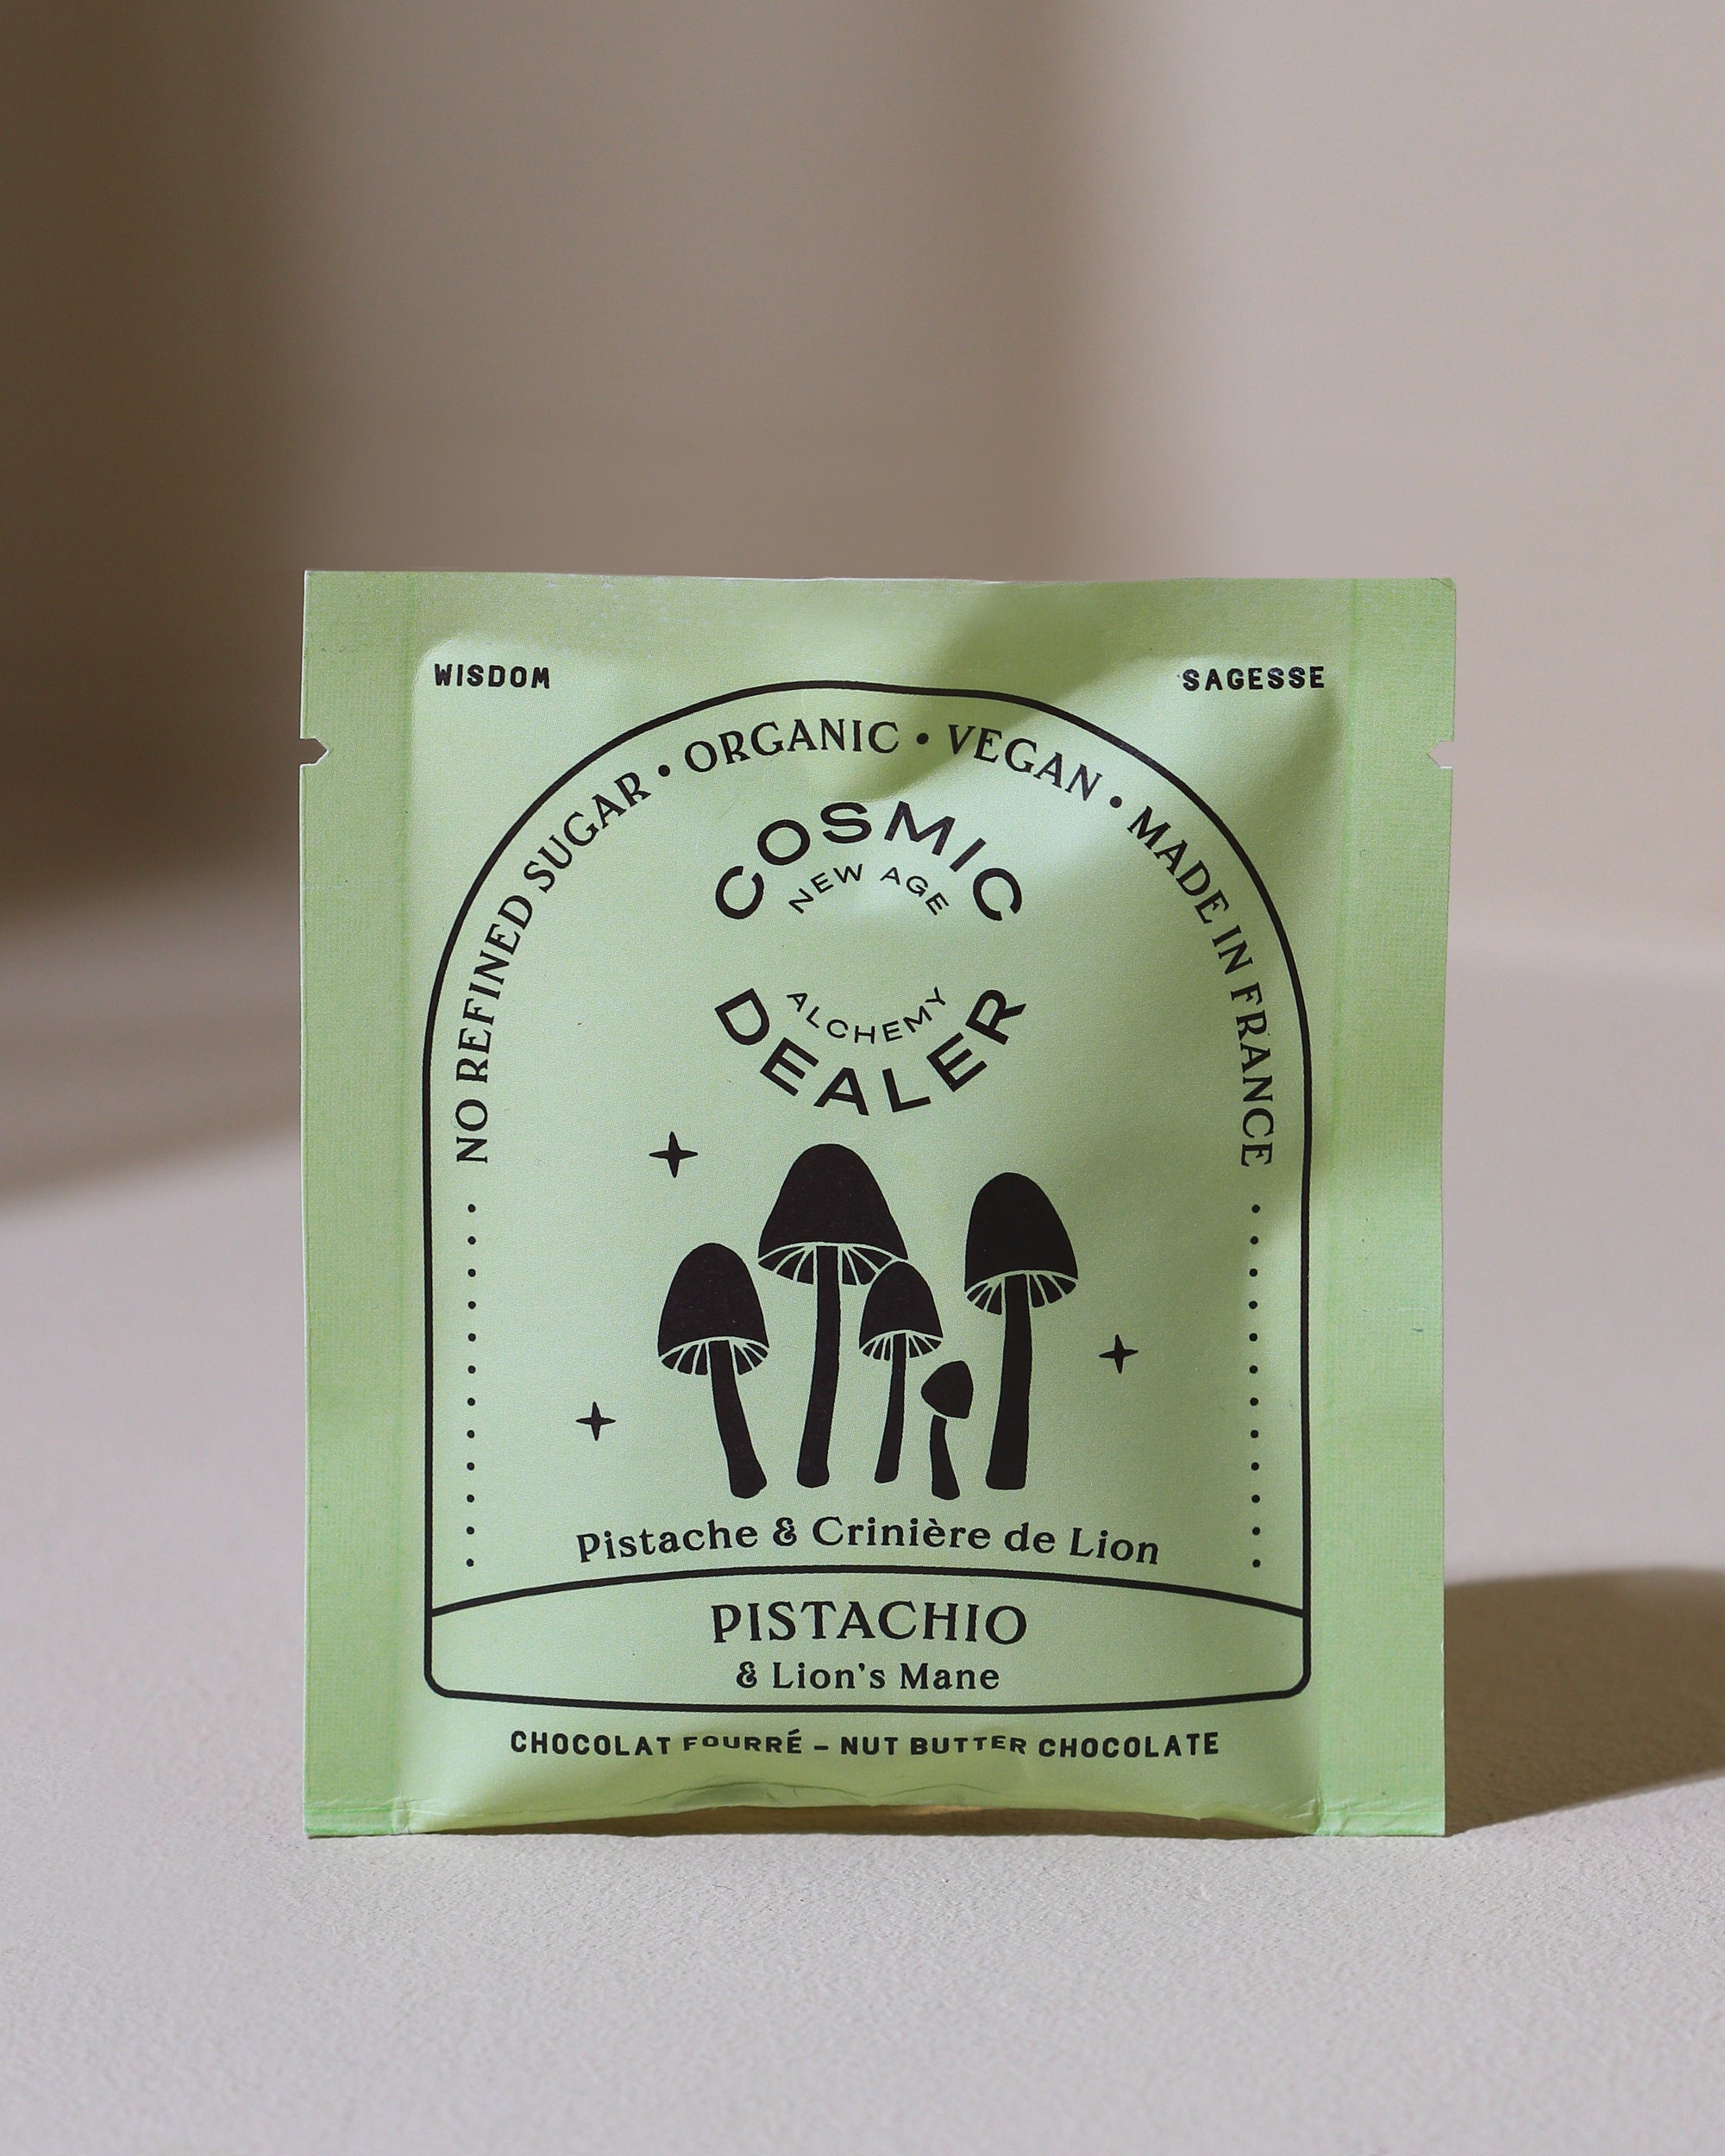 WISDOM
SAGESSE
NO REFINED SUGAR • ORGANIC • VEGAN • MADE IN FRANCE
COSMIC
NEW AGE
ALCHEMY
DEALER
Pistache & Crinière de Lion
PISTACHIO
& Lion's Mane
CHOCOLAT FOURRÉ – NUT BUTTER CHOCOLATE